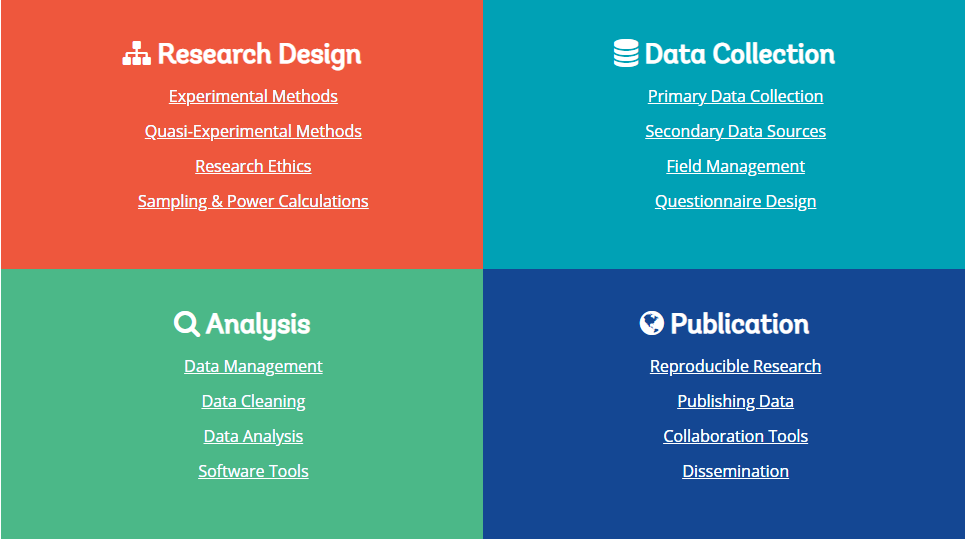 Research Design
Experimental Methods
Quasi-Experimental Methods
Research Ethics
Sampling & Power Calculations
Data Collection
Primary Data Collection
Secondary Data Sources
Field Management
Questionnaire Design
Analysis
Data Management
Data Cleaning
Data Analysis
Software Tools
Publication
Reproducible Research
Publishing Data
Collaboration Tools
Dissemination